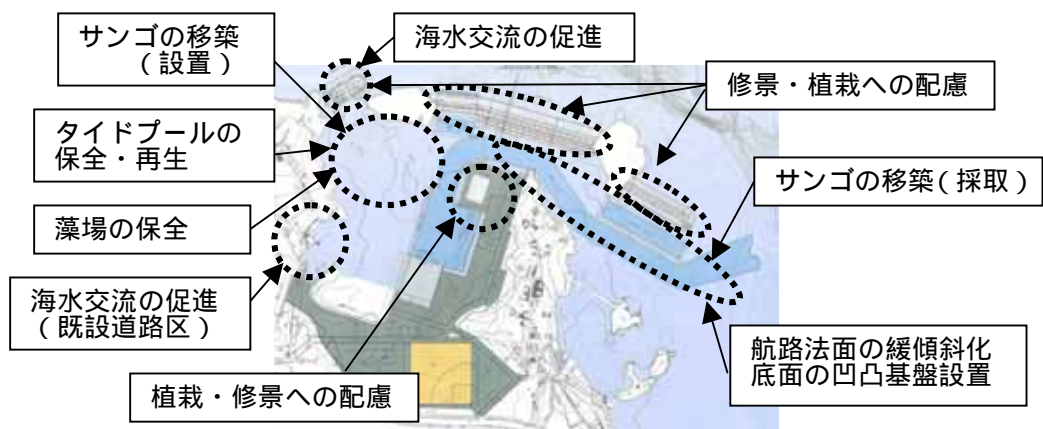 サンゴの移築
（設置）
海水交流の促進
修景・植栽への配慮
タイドプールの
保全・再生
サンゴの移築（採取）
藻場の保全
海水交流の促進
（既設道路区）
航路法面の緩傾斜化
底面の凹凸基盤設置
植栽・修景への配慮